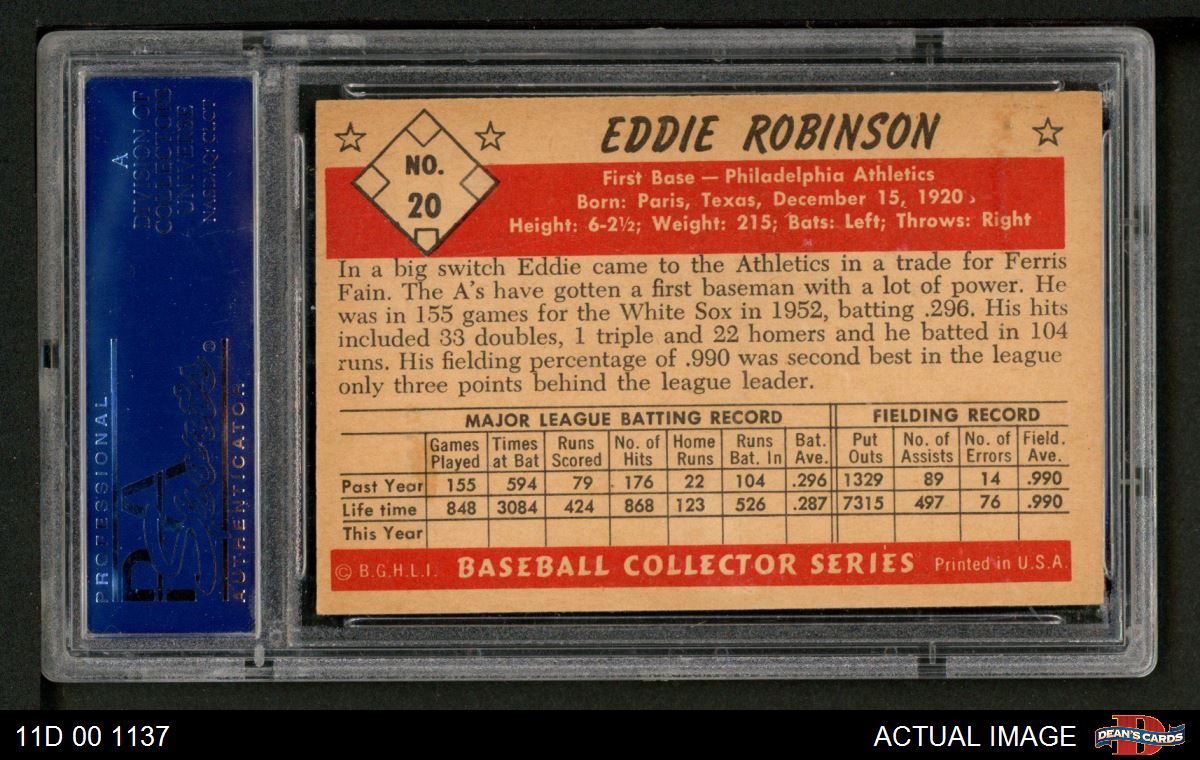 A
DIVISION OF
COLLECTORS
UNIVERSE
NASDAQ: CLCT
PROFESSIONAL
PSA
AUTHENTICATOR
NO.
20
EDDIE ROBINSON
First Base — Philadelphia Athletics
Born: Paris, Texas, December 15, 1920
Height: 6-2½; Weight: 215; Bats: Left; Throws: Right
In a big switch Eddie came to the Athletics in a trade for Ferris
Fain. The A's have gotten a first baseman with a lot of power. He
was in 155 games for the White Sox in 1952, batting .296. His hits
included 33 doubles, 1 triple and 22 homers and he batted in 104
runs. His fielding percentage of .990 was second best in the league
only three points behind the league leader.
MAJOR LEAGUE BATTING RECORD FIELDING RECORD
Games Played Times at Bat Runs Scored No. of Hits Home Runs Runs Bat. In Bat. Ave. Put Outs No. of Assists No. of Errors Field. Ave.
Past Year 155 594 79 176 22 104 .296 1329 89 14 .990
Life time 848 3084 424 868 123 526 .287 7315 497 76 .990
This Year
© B.G.H.L.I. BASEBALL COLLECTOR SERIES Printed in U.S.A.
11D 00 1137
ACTUAL IMAGE
DEAN'S CARDS